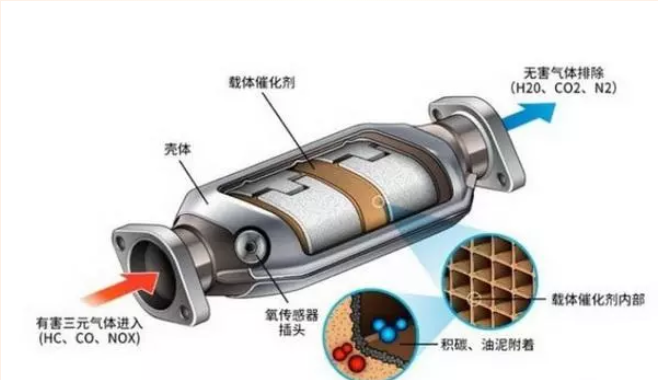 无害气体排除
（H20、CO2、N2）
载体催化剂
壳体
氧传感器
插头
载体催化剂内部
有害三元气体进入
(HC、CO、NOX)
积碳、油泥附着